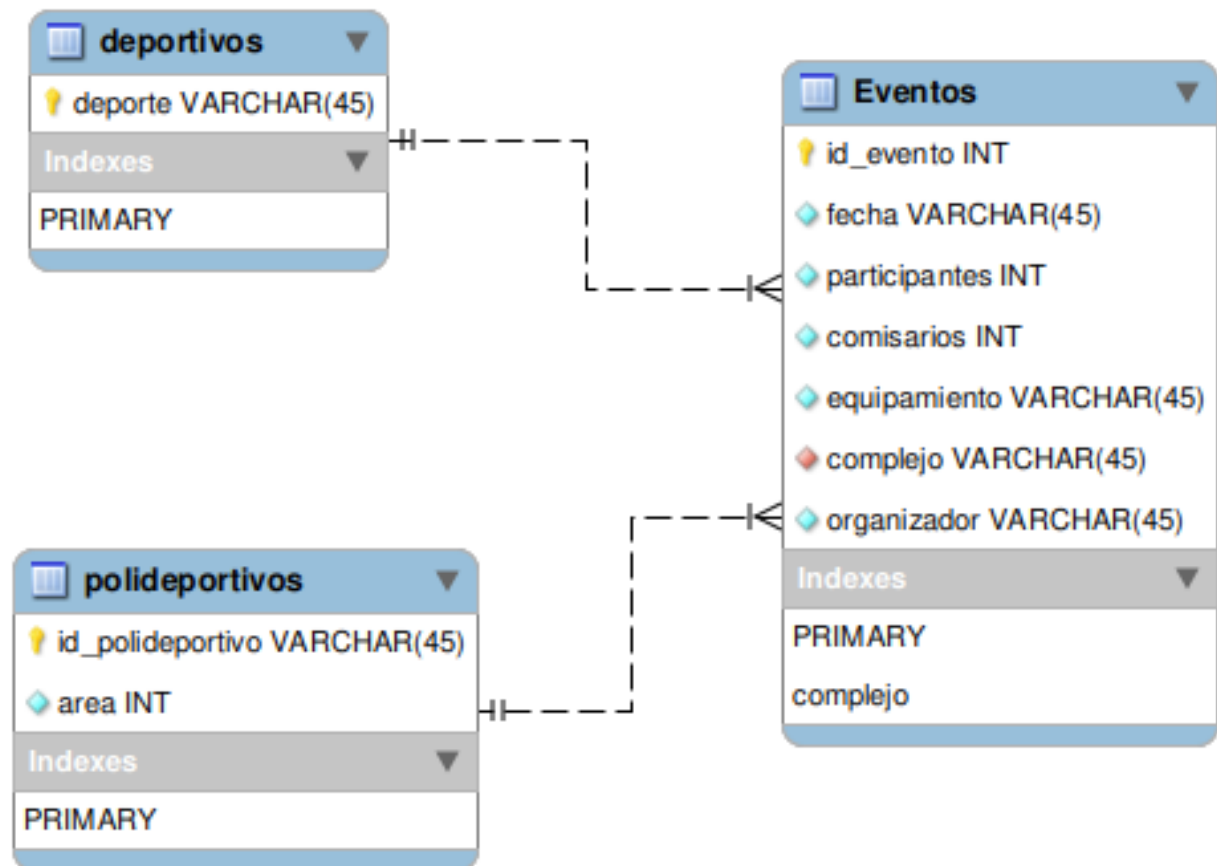 deportivos
deporte VARCHAR(45)
Indexes
PRIMARY
Eventos
id_evento INT
fecha VARCHAR(45)
participantes INT
comisarios INT
equipamiento VARCHAR(45)
complejo VARCHAR(45)
organizador VARCHAR(45)
Indexes
PRIMARY
complejo
polideportivos
id_polideportivo VARCHAR(45)
area INT
Indexes
PRIMARY